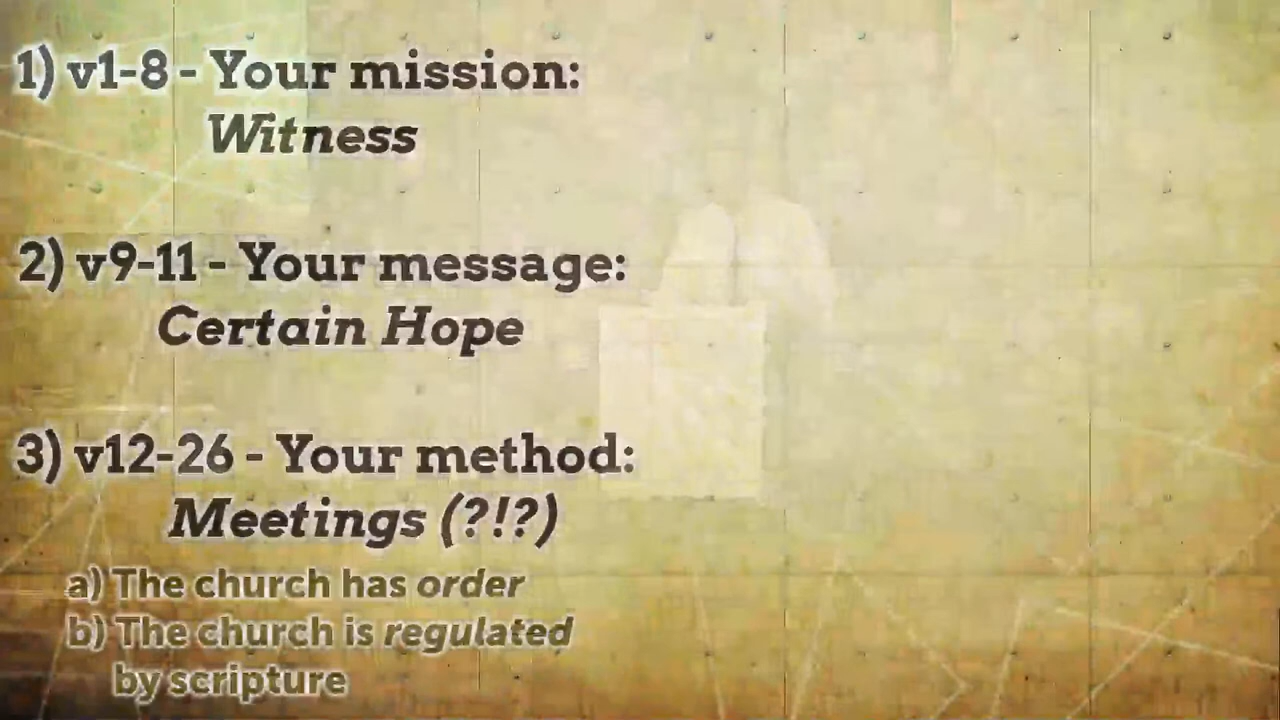 1) v1-8 - Your mission:
Witness
2) v9-11 - Your message:
Certain Hope
3) v12-26 - Your method:
Meetings (?!?)
a) The church has order
b) The church is regulated
by scripture